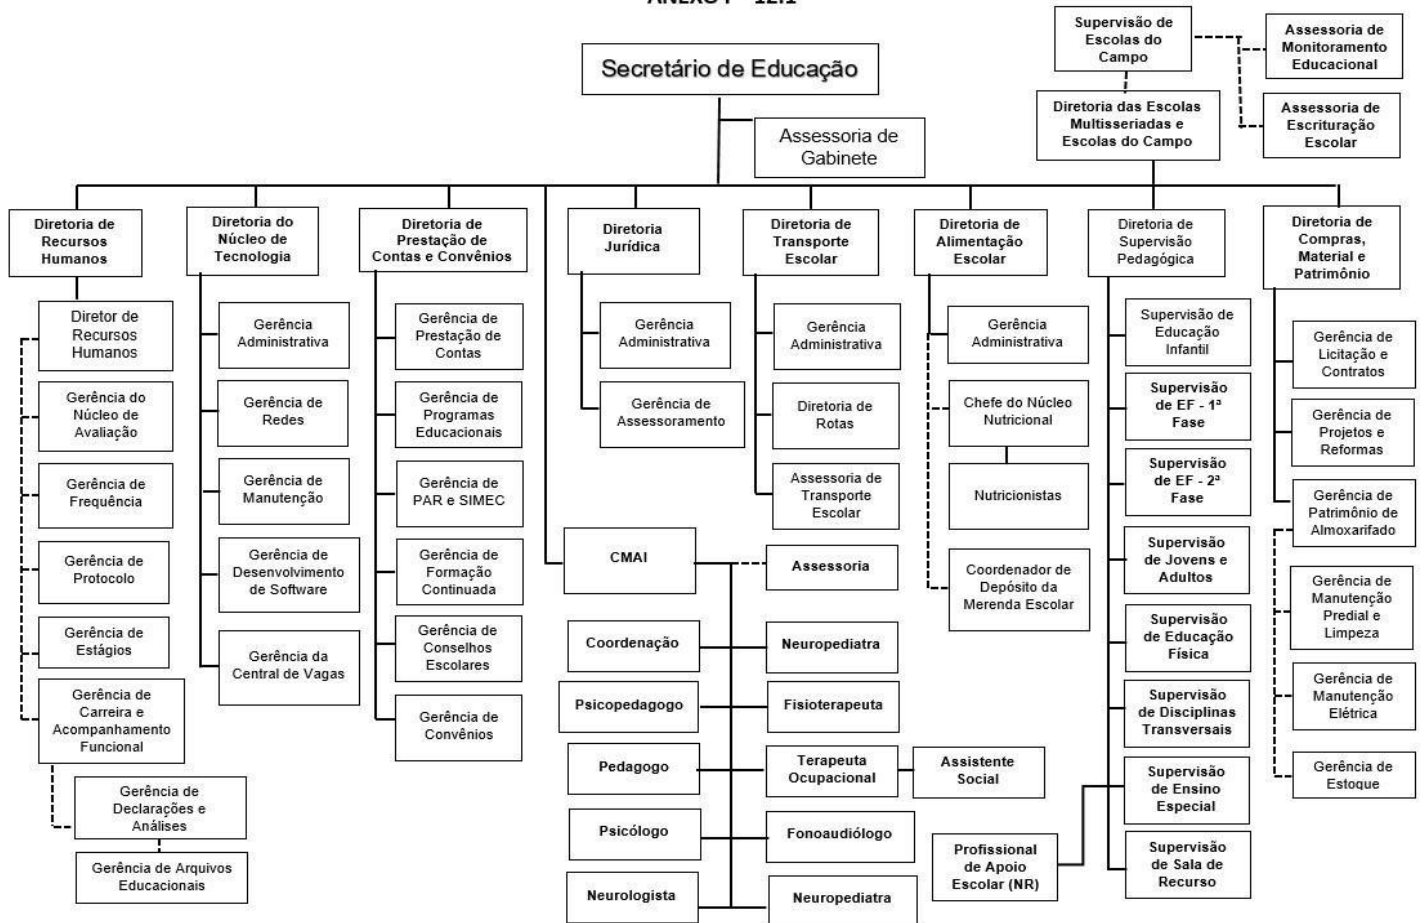 ANEXO I - 12.1
Secretário de Educação
Assessoria de
Gabinete
Supervisão de
Escolas do
Campo
Assessoria de
Monitoramento
Educacional
Diretoria das Escolas
Multisseriadas e
Escolas do Campo
Assessoria de
Escrituração
Escolar
Diretoria de
Recursos
Humanos
Diretor de
Recursos
Humanos
Gerência do
Núcleo de
Avaliação
Gerência de
Frequência
Gerência de
Protocolo
Gerência de
Estágios
Gerência de
Carreira e
Acompanhamento
Funcional
Gerência de
Declarações e
Análises
Gerência de Arquivos
Educacionais
Diretoria do
Núcleo de
Tecnologia
Gerência
Administrativa
Gerência de
Redes
Gerência de
Manutenção
Gerência de
Desenvolvimento
de Software
Gerência da
Central de Vagas
Diretoria de
Prestação de
Contas e Convênios
Gerência de
Prestação de
Contas
Gerência de
Programas
Educacionais
Gerência de
PAR e SIMEC
Gerência de
Formação
Continuada
Gerência de
Conselhos
Escolares
Gerência de
Convênios
Diretoria
Jurídica
Gerência
Administrativa
Gerência de
Assessoramento
CMAI
Assessoria
Coordenação
Neuropediatra
Psicopedagogo
Fisioterapeuta
Pedagogo
Terapeuta
Ocupacional
Assistente
Social
Psicólogo
Fonoaudiólogo
Neurologista
Neuropediatra
Diretoria de
Transporte
Escolar
Gerência
Administrativa
Diretoria de
Rotas
Assessoria de
Transporte
Escolar
Diretoria de
Alimentação
Escolar
Gerência
Administrativa
Chefe do Núcleo
Nutricional
Nutricionistas
Coordenador de
Depósito da
Merenda Escolar
Diretoria de
Supervisão
Pedagógica
Supervisão de
Educação
Infantil
Supervisão
de EF - 1ª
Fase
Supervisão
de EF - 2ª
Fase
Supervisão
de Jovens e
Adultos
Supervisão
de Educação
Física
Supervisão
de Disciplinas
Transversais
Supervisão
de Ensino
Especial
Profissional
de Apoio
Escolar (NR)
Supervisão
de Sala de
Recurso
Diretoria de
Compras,
Material e
Patrimônio
Gerência de
Licitação e
Contratos
Gerência de
Projetos e
Reformas
Gerência de
Patrimônio de
Almoxarifado
Gerência de
Manutenção
Predial e
Limpeza
Gerência de
Manutenção
Elétrica
Gerência de
Estoque